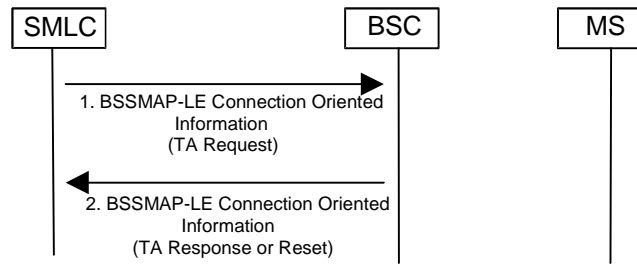 SMLC
BSC
MS
1. BSSMAP-LE Connection Oriented
Information
(TA Request)
2. BSSMAP-LE Connection Oriented
Information
(TA Response or Reset)